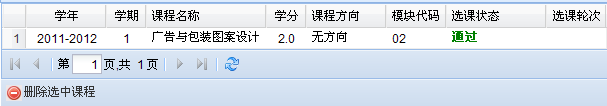 学年 学期 课程名称 学分 课程方向 模块代码 选课状态 选课轮次
1 2011-2012 1 广告与包装图案设计 2.0 无方向 02 通过
第 1 页,共 1 页
删除选中课程